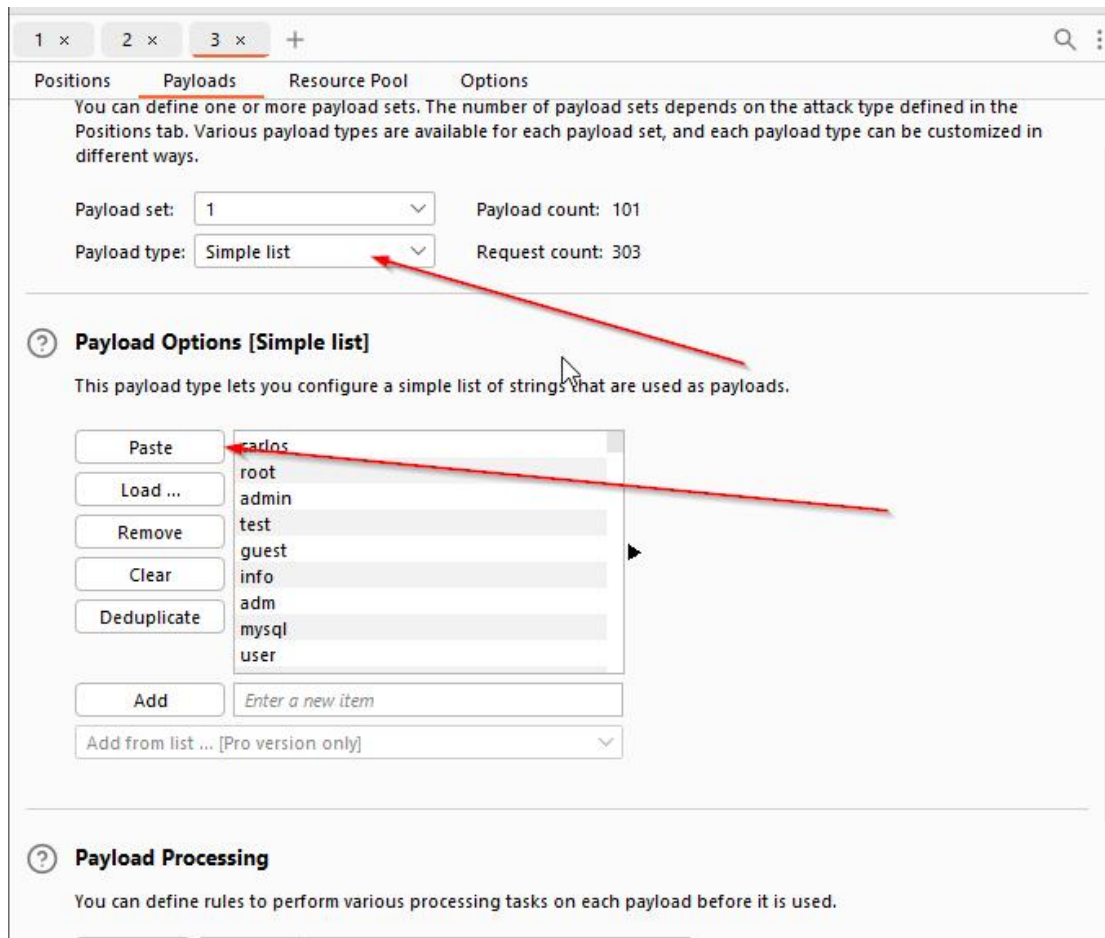 1 × 2 × 3 × +
Positions Payloads Resource Pool Options
You can define one or more payload sets. The number of payload sets depends on the attack type defined in the
Positions tab. Various payload types are available for each payload set, and each payload type can be customized in
different ways.
Payload set: 1 Payload count: 101
Payload type: Simple list Request count: 303
Payload Options [Simple list]
This payload type lets you configure a simple list of strings that are used as payloads.
Paste carlos
root
Load ... admin
test
Remove guest
Clear info
adm
Deduplicate mysql
user
Add Enter a new item
Add from list ... [Pro version only]
Payload Processing
You can define rules to perform various processing tasks on each payload before it is used.